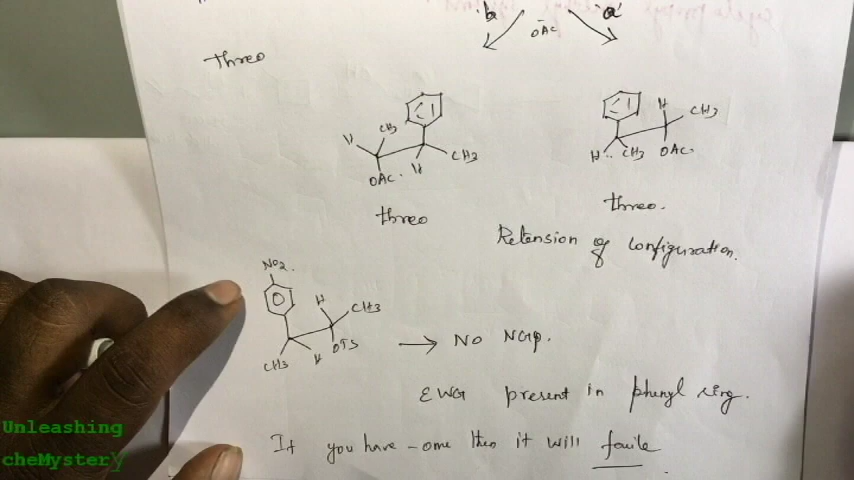 b a'
OAc
Threo
H CH3 CH3
OAc. H
threo
H CH3
H CH3 OAc.
threo.
Retension of configuration.
NO2.
H CH3
CH3 H OTS
→ NO NGP.
EWG present in phenyl ring.
If you have -ome then it will facile
Unleashing
cheMysterY